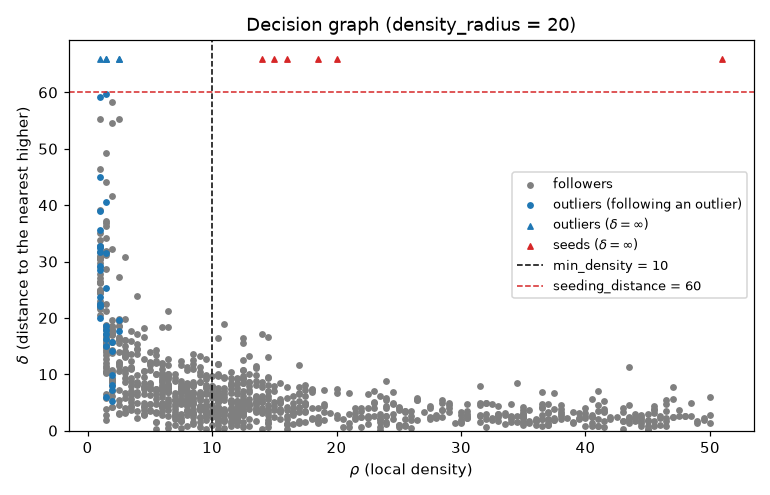 Decision graph (density_radius = 20)
δ (distance to the nearest higher)
60
50
40
30
20
10
0
followers
outliers (following an outlier)
outliers (δ = ∞)
seeds (δ = ∞)
min_density = 10
seeding_distance = 60
0 10 20 30 40 50
ρ (local density)